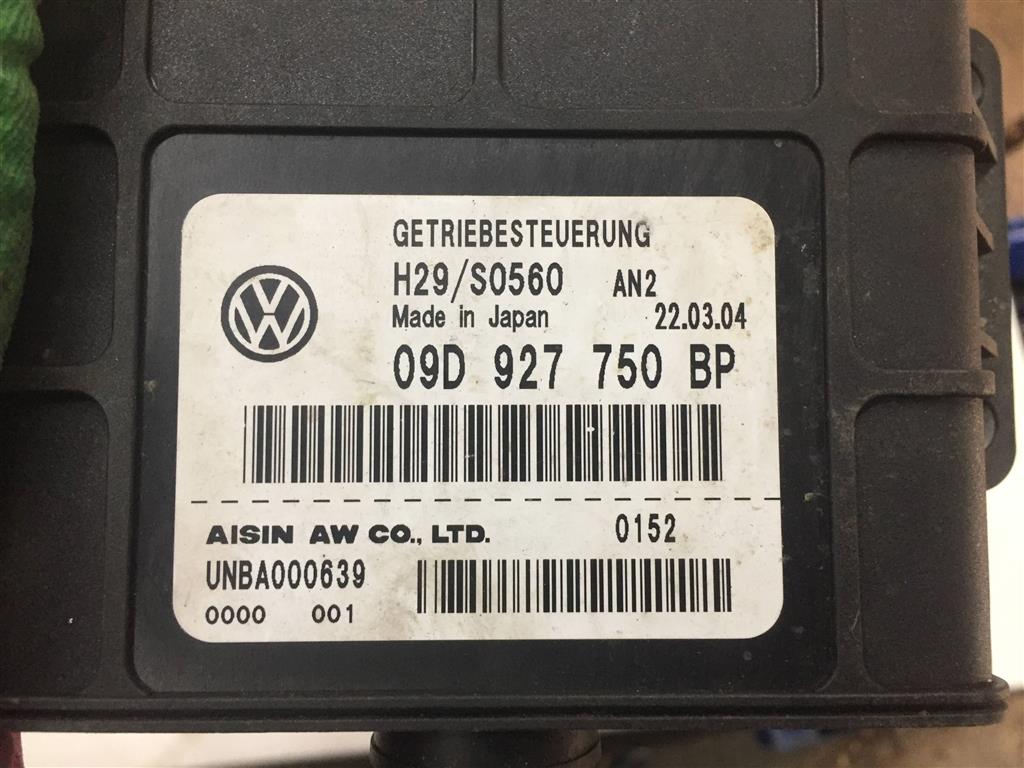 GETRIEBESTEUERUNG
H29/S0560 AN2
Made in Japan 22.03.04
09D 927 750 BP
AISIN AW CO., LTD. 0152
UNBA000639
0000 001